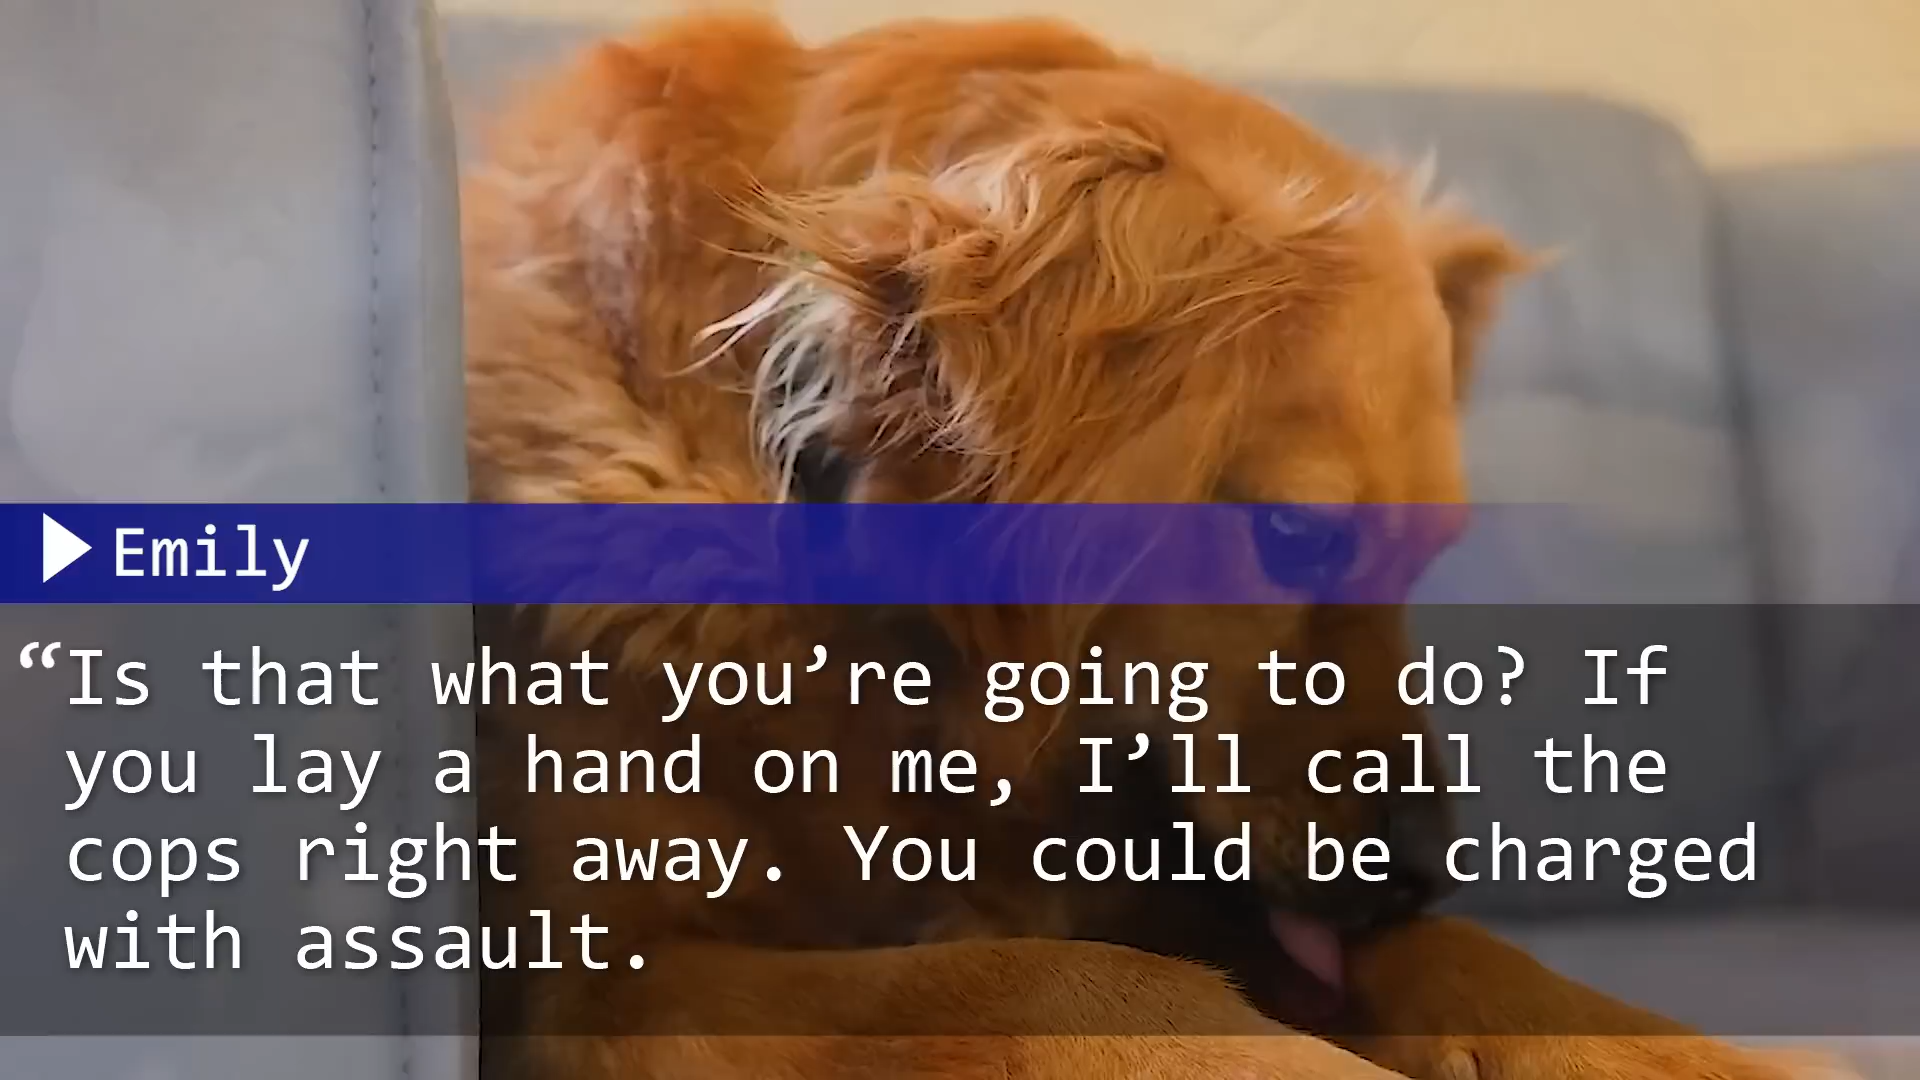 Emily
“Is that what you’re going to do? If
you lay a hand on me, I’ll call the
cops right away. You could be charged
with assault.